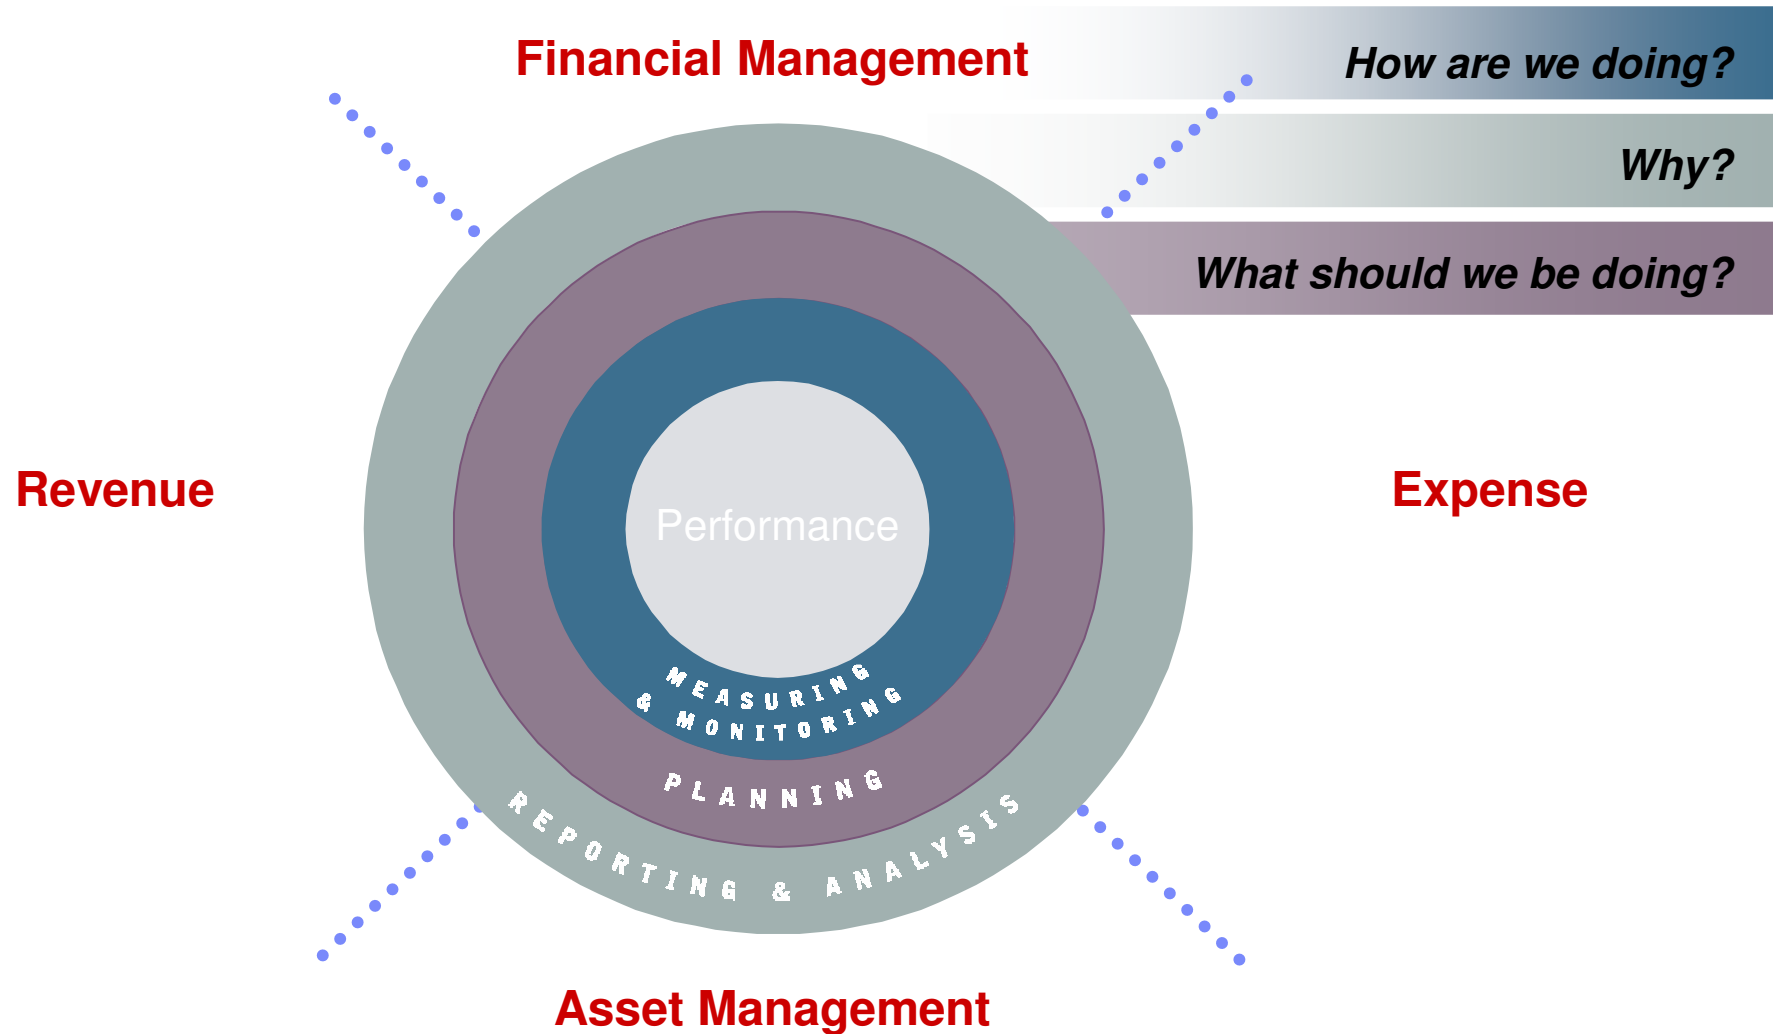 Financial Management
How are we doing?
Why?
What should we be doing?
Revenue
Expense
Performance
MEASURING
& MONITORING
PLANNING
REPORTING & ANALYSIS
Asset Management